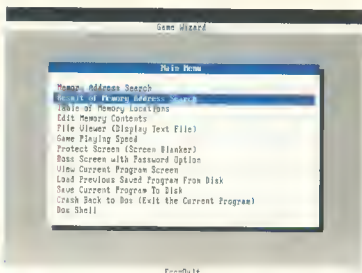 Game Wizard
Main Menu
Memory Address Search
Result of Memory Address Search
Table of Memory Locations
Edit Memory Contents
File Viewer (Display Text File)
Game Playing Speed
Protect Screen (Screen Blanker)
Boss Screen with Password Option
View Current Program Screen
Load Previous Saved Program From Disk
Save Current Program To Disk
Crash Back to Dos (Exit the Current Program)
Dos Shell
Esc=Quit